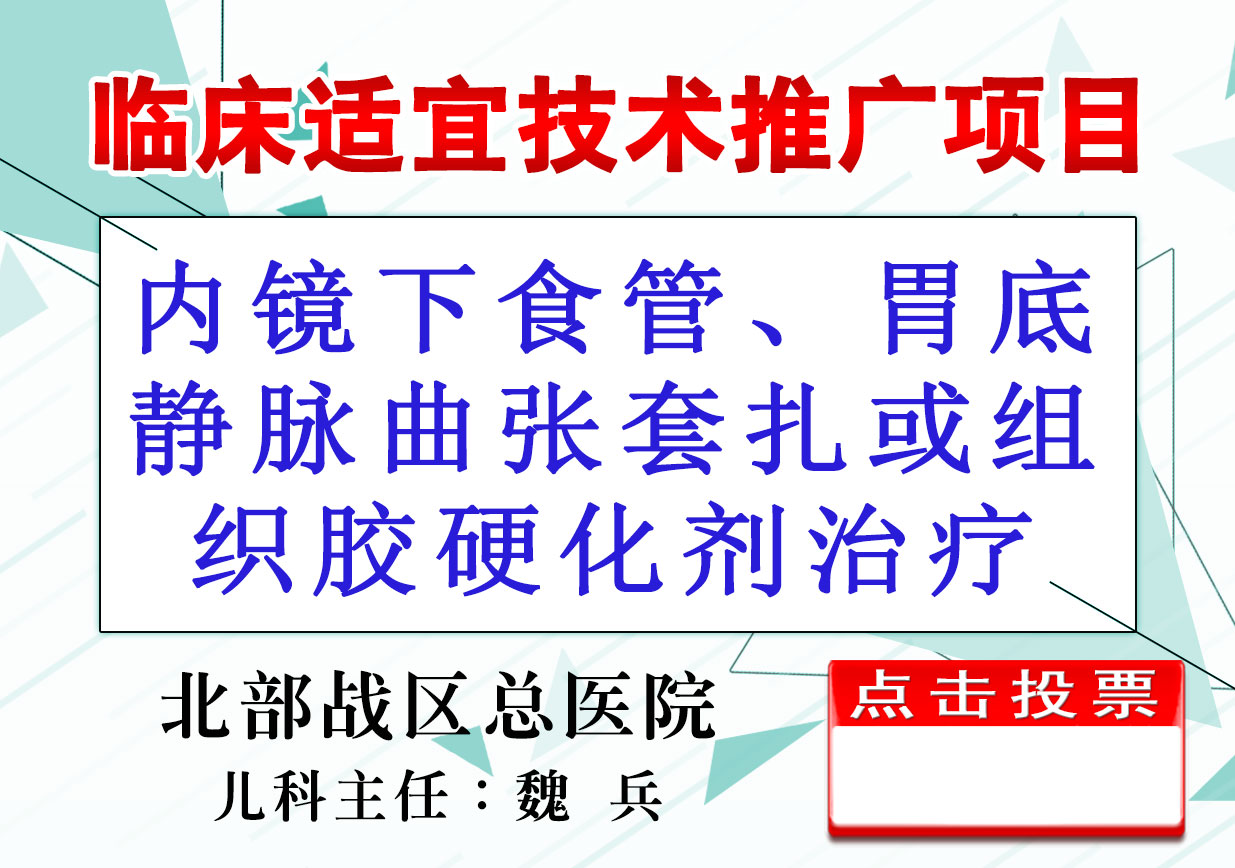 临床适宜技术推广项目
内镜下食管、胃底
静脉曲张套扎或组
织胶硬化剂治疗
北部战区总医院
儿科主任：魏 兵
点击投票